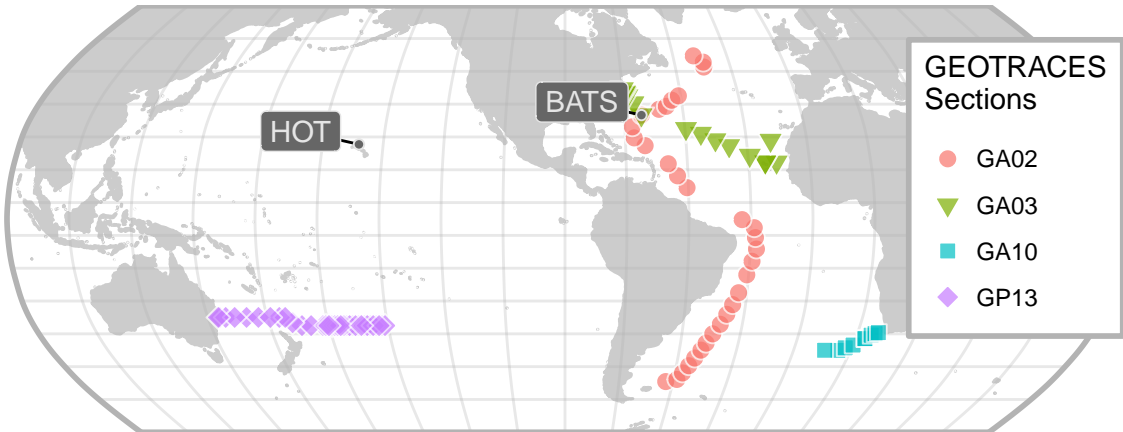 HOT
BATS
GEOTRACES
Sections
GA02
GA03
GA10
GP13